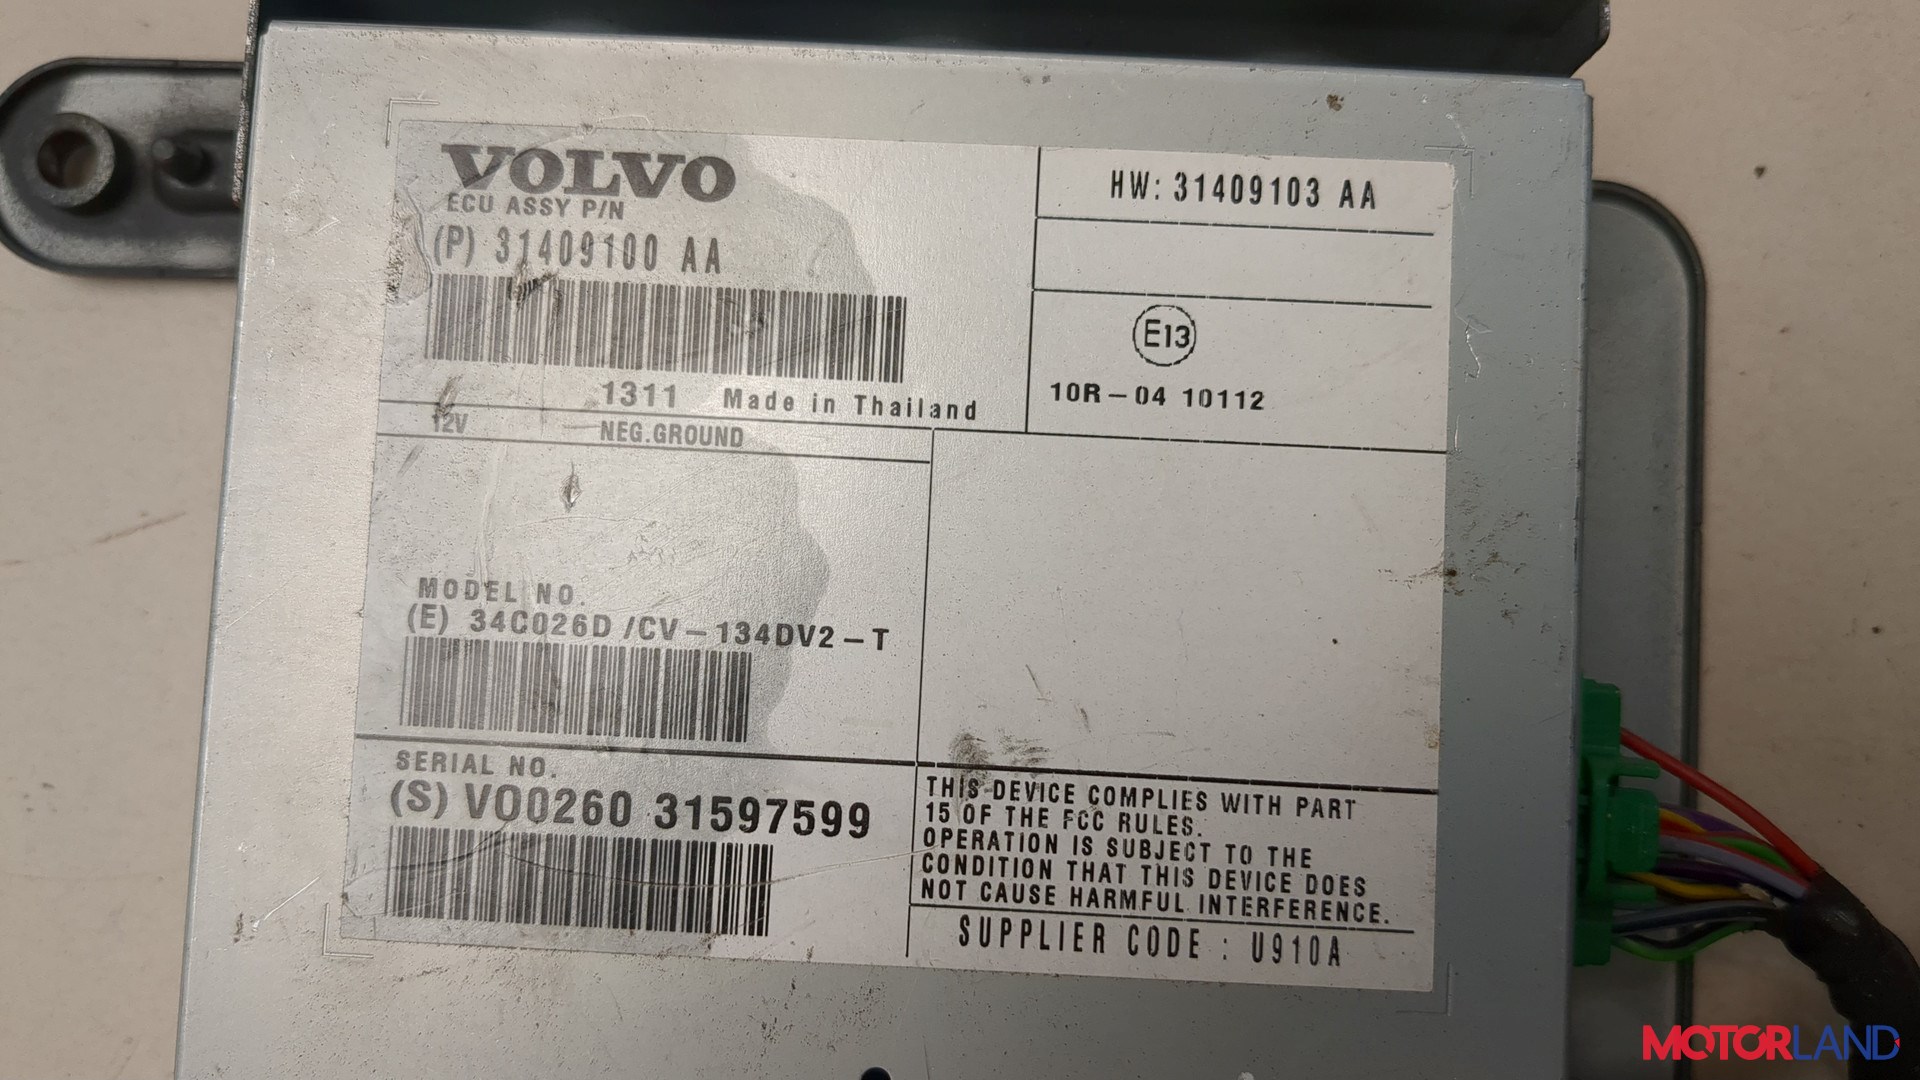 VOLVO
ECU ASSY P/N
(P) 31409100 AA
1311 Made in Thailand
12V NEG.GROUND
HW: 31409103 AA
E13
10R-04 10112
MODEL NO.
(E) 34C026D /CV-134DV2-T
SERIAL NO.
(S) VO0260 31597599
THIS DEVICE COMPLIES WITH PART
15 OF THE FCC RULES.
OPERATION IS SUBJECT TO THE
CONDITION THAT THIS DEVICE DOES
NOT CAUSE HARMFUL INTERFERENCE.
SUPPLIER CODE : U910A
MOTORLAND